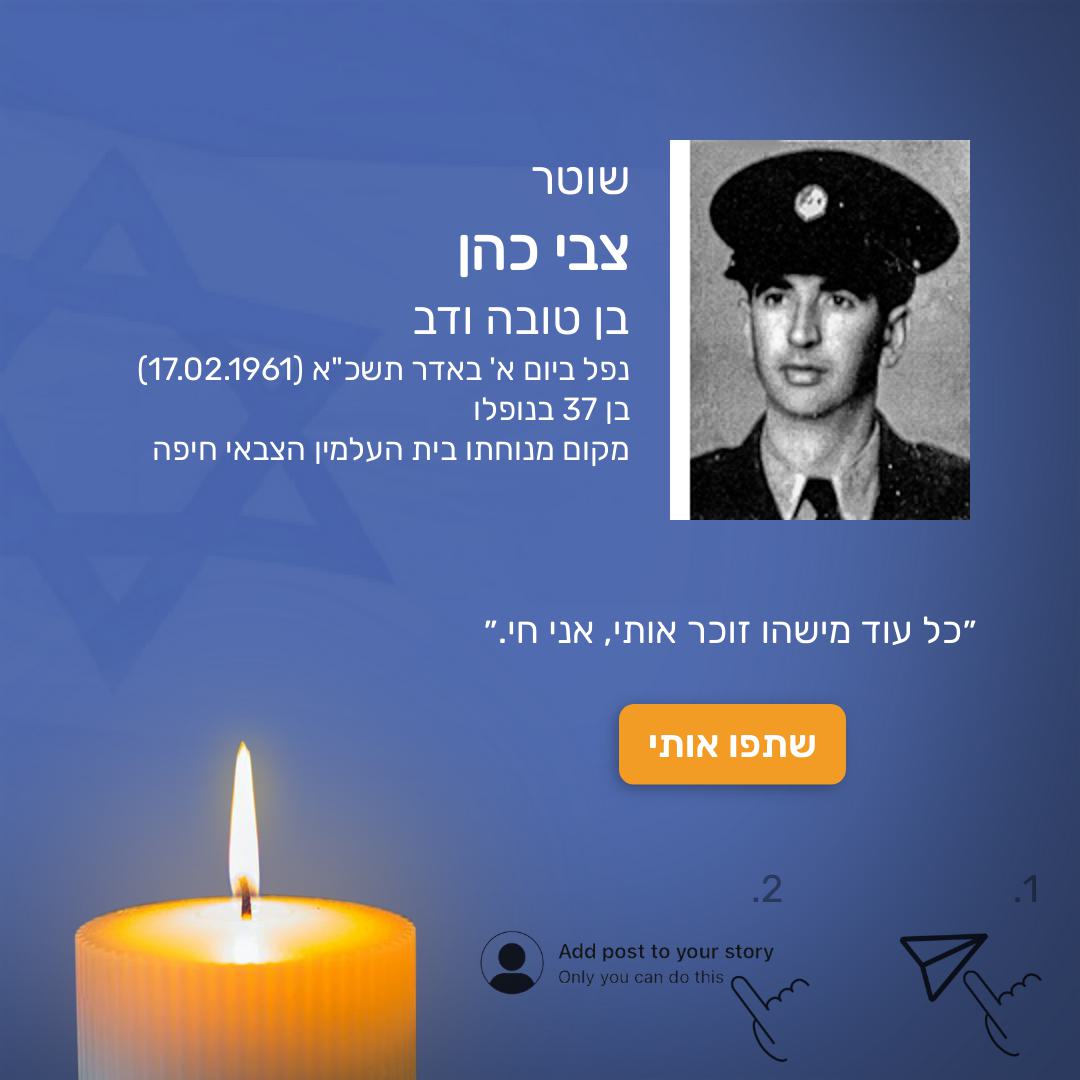 שוטר
צבי כהן
בן טובה ודב
נפל ביום א' באדר תשכ"א (17.02.1961)
בן 37 בנופלו
מקום מנוחתו בית העלמין הצבאי חיפה
״כל עוד מישהו זוכר אותי, אני חי.״
שתפו אותי
1.
2.
Add post to your story
Only you can do this